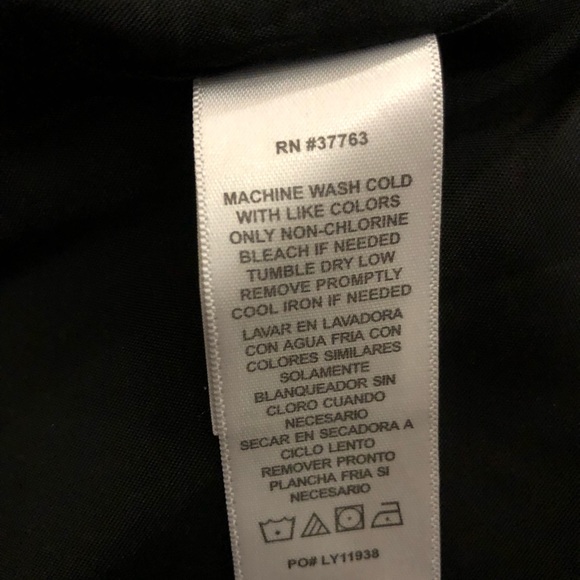 RN #37763
MACHINE WASH COLD
WITH LIKE COLORS
ONLY NON-CHLORINE
BLEACH IF NEEDED
TUMBLE DRY LOW
REMOVE PROMPTLY
COOL IRON IF NEEDED
LAVAR EN LAVADORA
CON AGUA FRIA CON
COLORES SIMILARES
SOLAMENTE
BLANQUEADOR SIN
CLORO CUANDO
NECESARIO
SECAR EN SECADORA A
CICLO LENTO
REMOVER PRONTO
PLANCHA FRIA SI
NECESARIO
PO# LY11938